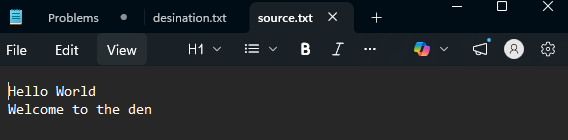 Problems
desination.txt
source.txt
File Edit View H1 B I
Hello World
Welcome to the den